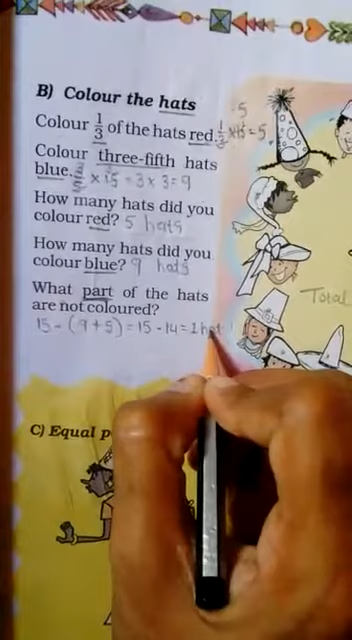 B) Colour the hats
5
Colour 1/3 of the hats red. 1/3 × 15 = 5
Colour three-fifth hats
blue. 3/5 × 15 = 3 × 3 = 9
How many hats did you
colour red? 5 hats
How many hats did you
colour blue? 9 hats
What part of the hats
are not coloured?
15 - (9 + 5) = 15 - 14 = 1 hat
Total
C) Equal p